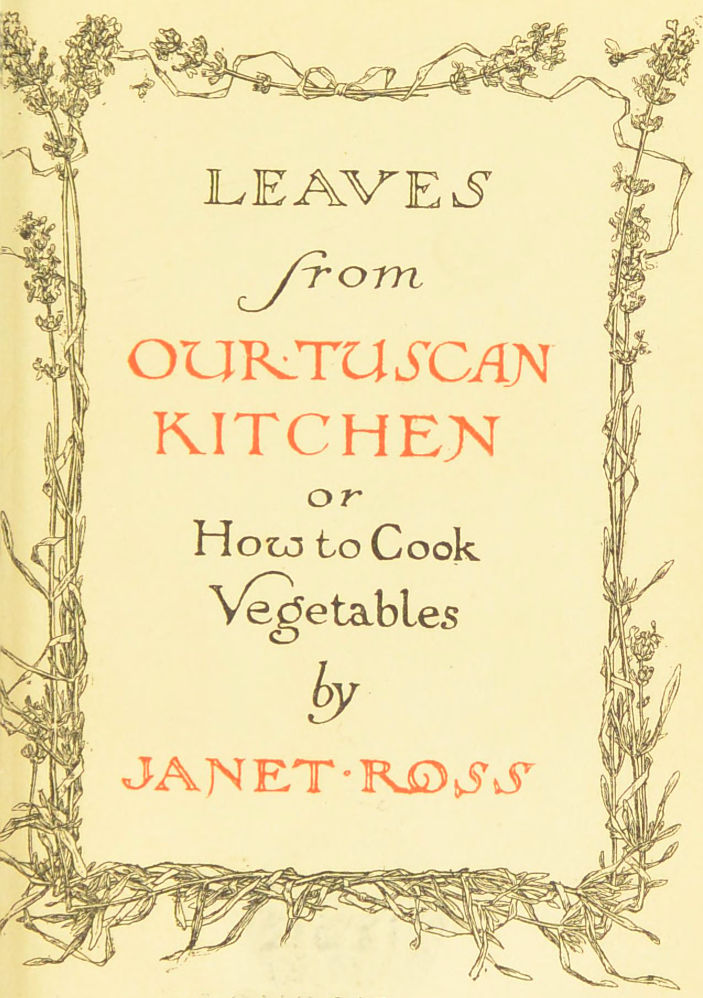 LEAVES
from
OUR·TUSCAN
KITCHEN
or
How to Cook
Vegetables
by
JANET·ROSS